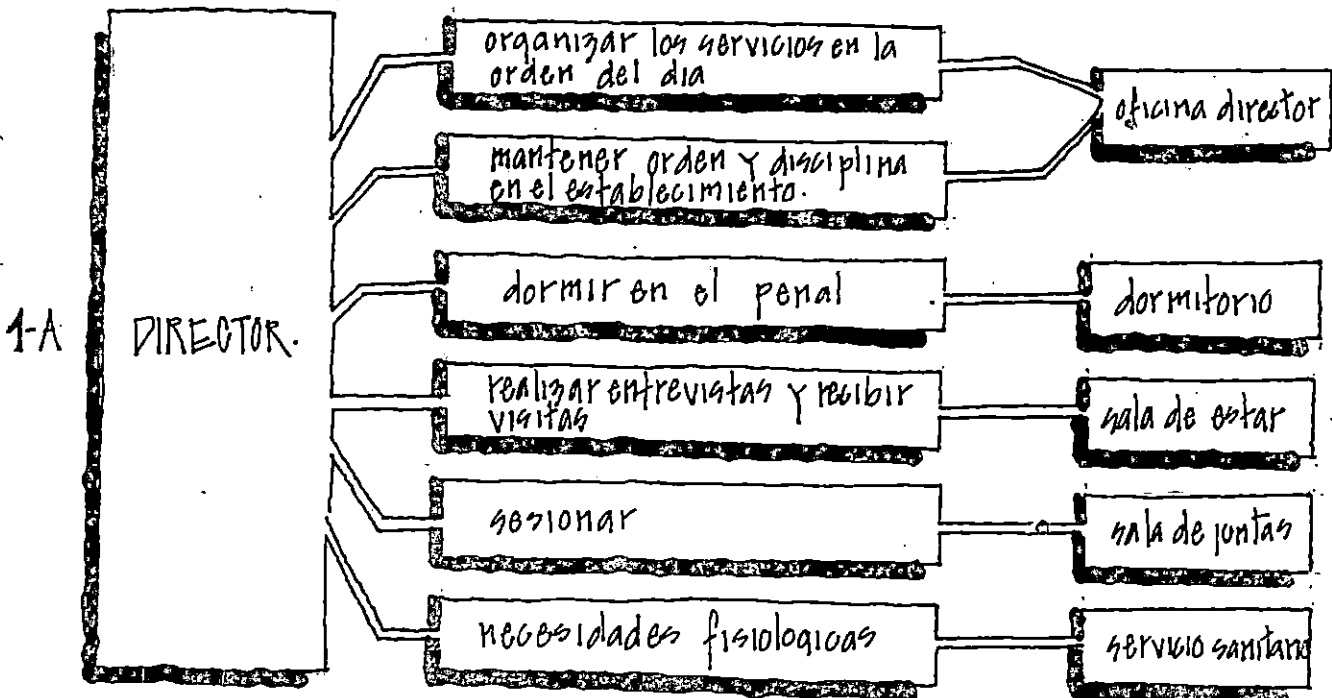 1-A
DIRECTOR.
organizar los servicios en la
orden del dia
mantener orden y disciplina
en el establecimiento.
oficina director
dormir en el penal
dormitorio
realizar entrevistas y recibir
visitas
sala de estar
sesionar
sala de juntas
necesidades fisiologicas
servicio sanitario